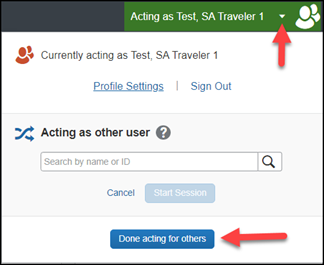 Acting as Test, SA Traveler 1
Currently acting as Test, SA Traveler 1
Profile Settings | Sign Out
Acting as other user ?
Search by name or ID
Cancel Start Session
Done acting for others